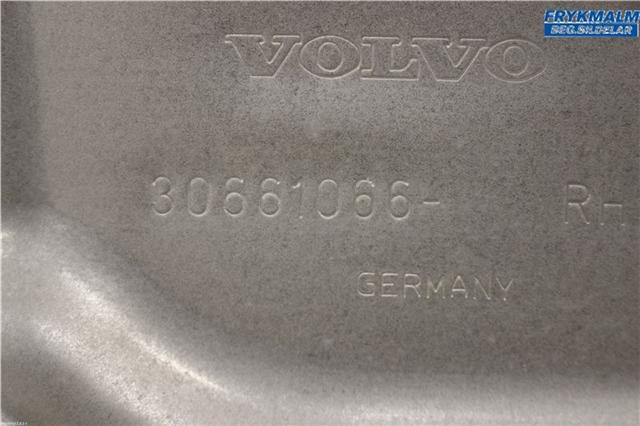 FRYKMALM
BEG.BILDELAR
VOLVO
30661066- RH
GERMANY